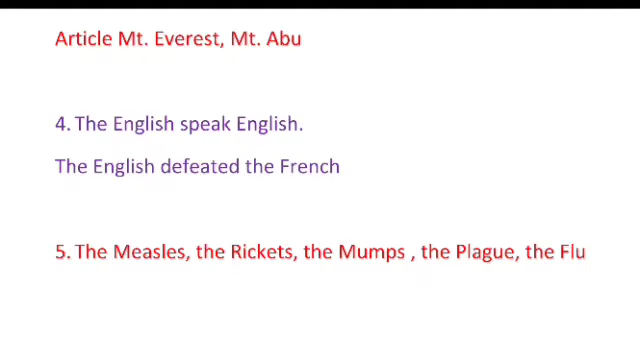 Article Mt. Everest, Mt. Abu
4. The English speak English.
The English defeated the French
5. The Measles, the Rickets, the Mumps , the Plague, the Flu